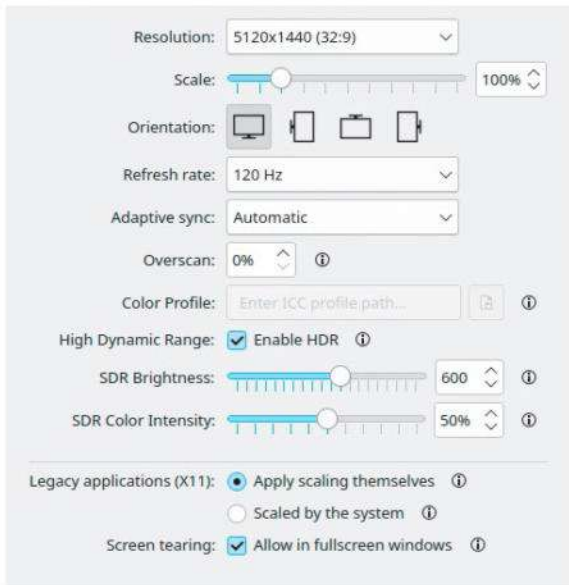 Resolution: 5120x1440 (32:9)
Scale: 100%
Orientation:
Refresh rate: 120 Hz
Adaptive sync: Automatic
Overscan: 0%
Color Profile: Enter ICC profile path...
High Dynamic Range: Enable HDR
SDR Brightness: 600
SDR Color Intensity: 50%
Legacy applications (X11): Apply scaling themselves
Scaled by the system
Screen tearing: Allow in fullscreen windows